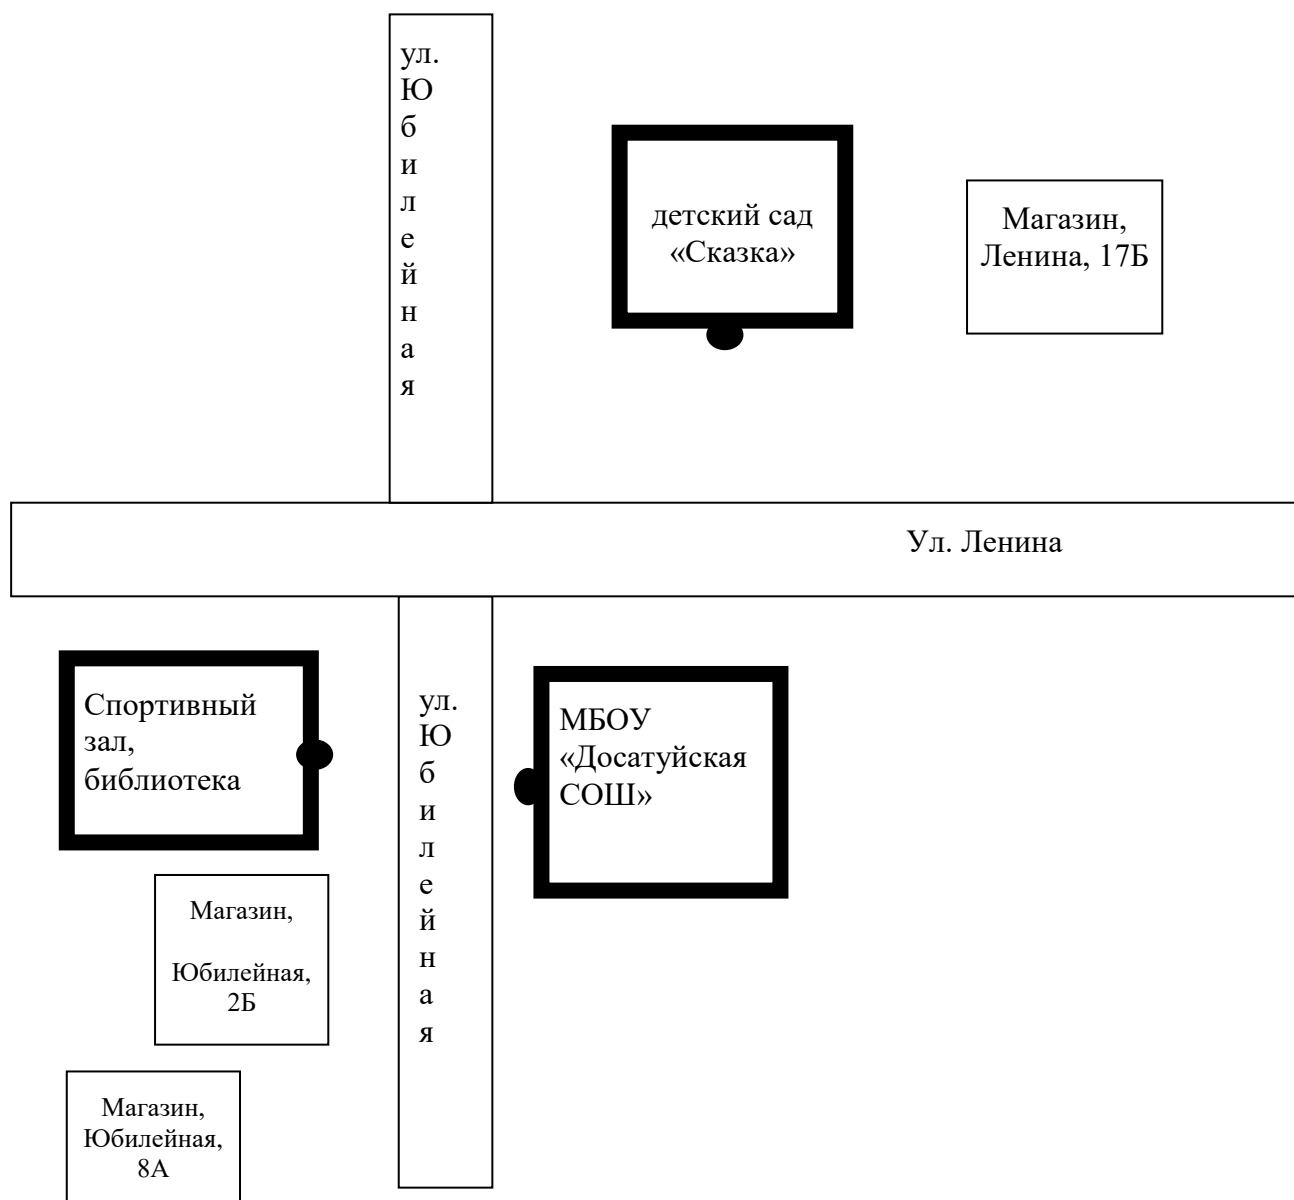 ул.
Ю
б
и
л
е
й
н
а
я
детский сад
«Сказка»
Магазин,
Ленина, 17Б
Ул. Ленина
Спортивный
зал,
библиотека
ул.
Ю
б
и
л
е
й
н
а
я
МБОУ
«Досатуйская
СОШ»
Магазин,
Юбилейная,
2Б
Магазин,
Юбилейная,
8А